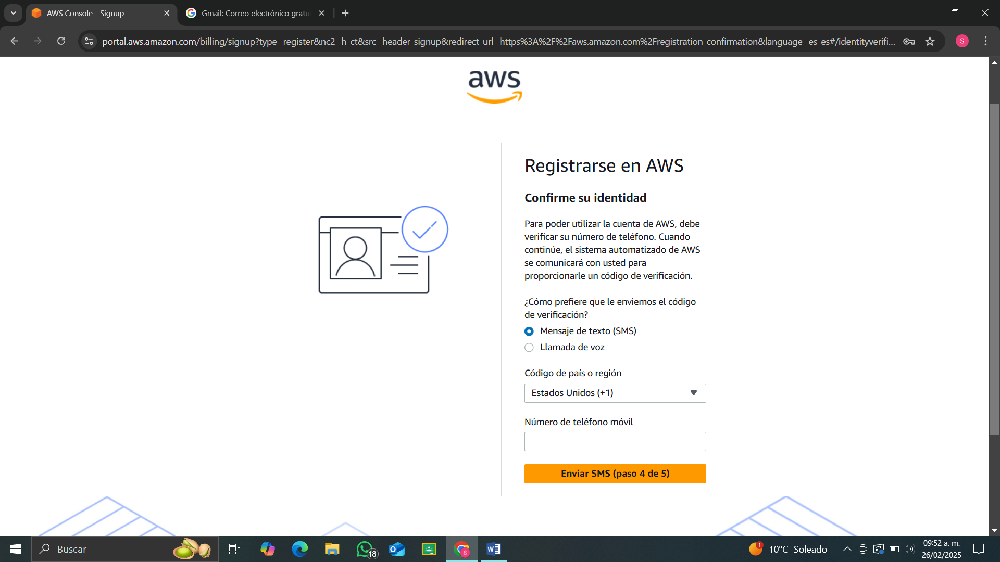 AWS Console - Signup
Gmail: Correo electrónico gratu
portal.aws.amazon.com/billing/signup?type=register&nc2=h_ct&src=header_signup&redirect_url=https%3A%2F%2Faws.amazon.com%2Fregistration-confirmation&language=es_es#/identityverifi...
S
aws
Registrarse en AWS
Confirme su identidad
Para poder utilizar la cuenta de AWS, debe
verificar su número de teléfono. Cuando
continúe, el sistema automatizado de AWS
se comunicará con usted para
proporcionarle un código de verificación.
¿Cómo prefiere que le enviemos el código
de verificación?
Mensaje de texto (SMS)
Llamada de voz
Código de país o región
Estados Unidos (+1)
Número de teléfono móvil
Enviar SMS (paso 4 de 5)
Buscar
18
S
1
10°C Soleado
09:52 a. m.
26/02/2025